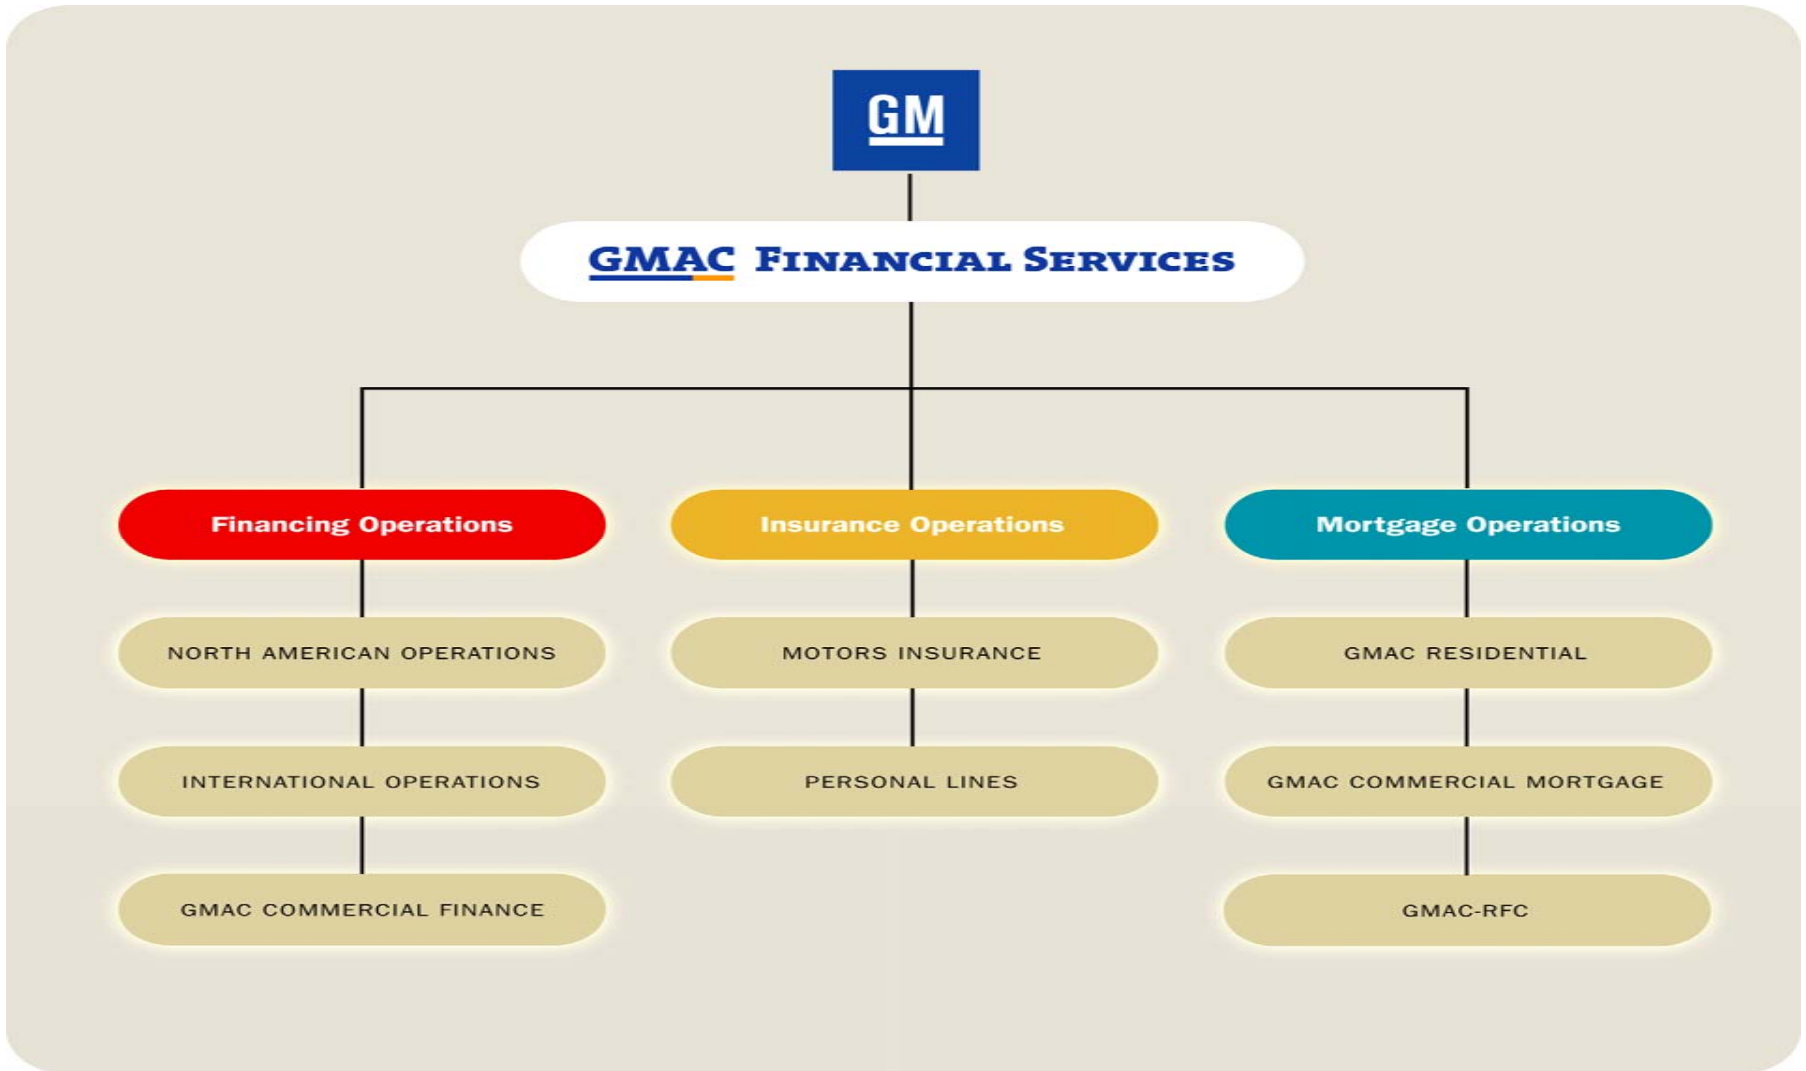 GM
GMAC FINANCIAL SERVICES
Financing Operations
Insurance Operations
Mortgage Operations
NORTH AMERICAN OPERATIONS
MOTORS INSURANCE
GMAC RESIDENTIAL
INTERNATIONAL OPERATIONS
PERSONAL LINES
GMAC COMMERCIAL MORTGAGE
GMAC COMMERCIAL FINANCE
GMAC-RFC